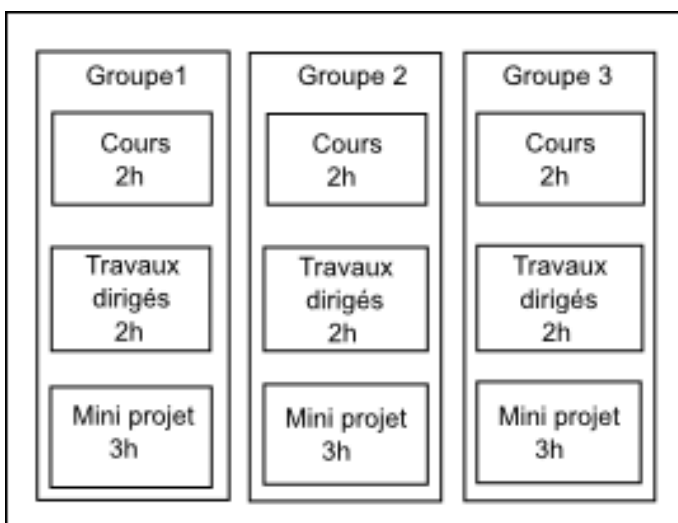 Groupe1
Cours
2h
Travaux
dirigés
2h
Mini projet
3h
Groupe 2
Cours
2h
Travaux
dirigés
2h
Mini projet
3h
Groupe 3
Cours
2h
Travaux
dirigés
2h
Mini projet
3h